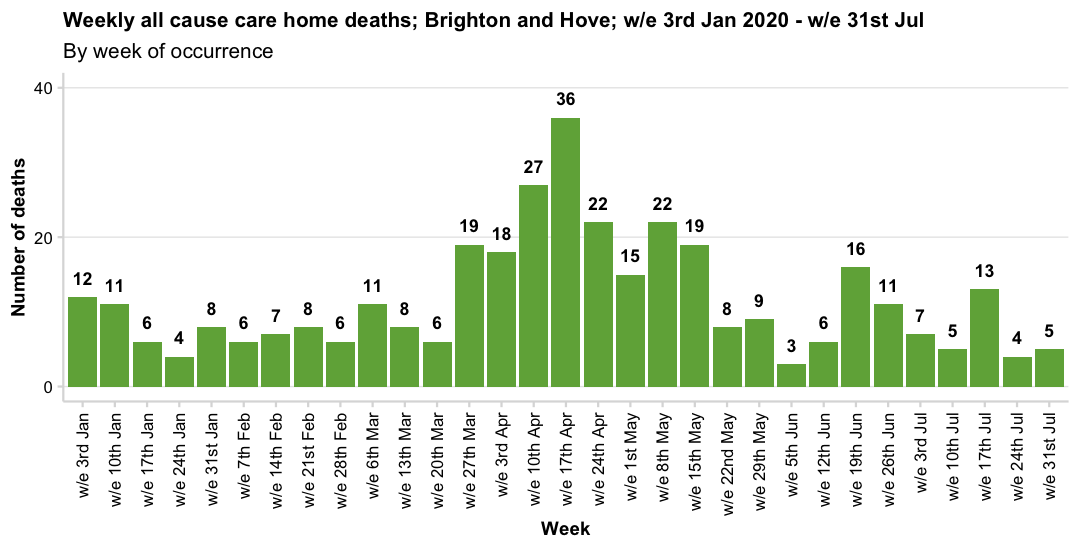 Weekly all cause care home deaths; Brighton and Hove; w/e 3rd Jan 2020 - w/e 31st Jul
By week of occurrence
Number of deaths
40
20
0
12
11
6
4
8
6
7
8
6
11
8
6
19
18
27
36
22
15
22
19
8
9
3
6
16
11
7
5
13
4
5
w/e 3rd Jan
w/e 10th Jan
w/e 17th Jan
w/e 24th Jan
w/e 31st Jan
w/e 7th Feb
w/e 14th Feb
w/e 21st Feb
w/e 28th Feb
w/e 6th Mar
w/e 13th Mar
w/e 20th Mar
w/e 27th Mar
w/e 3rd Apr
w/e 10th Apr
w/e 17th Apr
w/e 24th Apr
w/e 1st May
w/e 8th May
w/e 15th May
w/e 22nd May
w/e 29th May
w/e 5th Jun
w/e 12th Jun
w/e 19th Jun
w/e 26th Jun
w/e 3rd Jul
w/e 10th Jul
w/e 17th Jul
w/e 24th Jul
w/e 31st Jul
Week